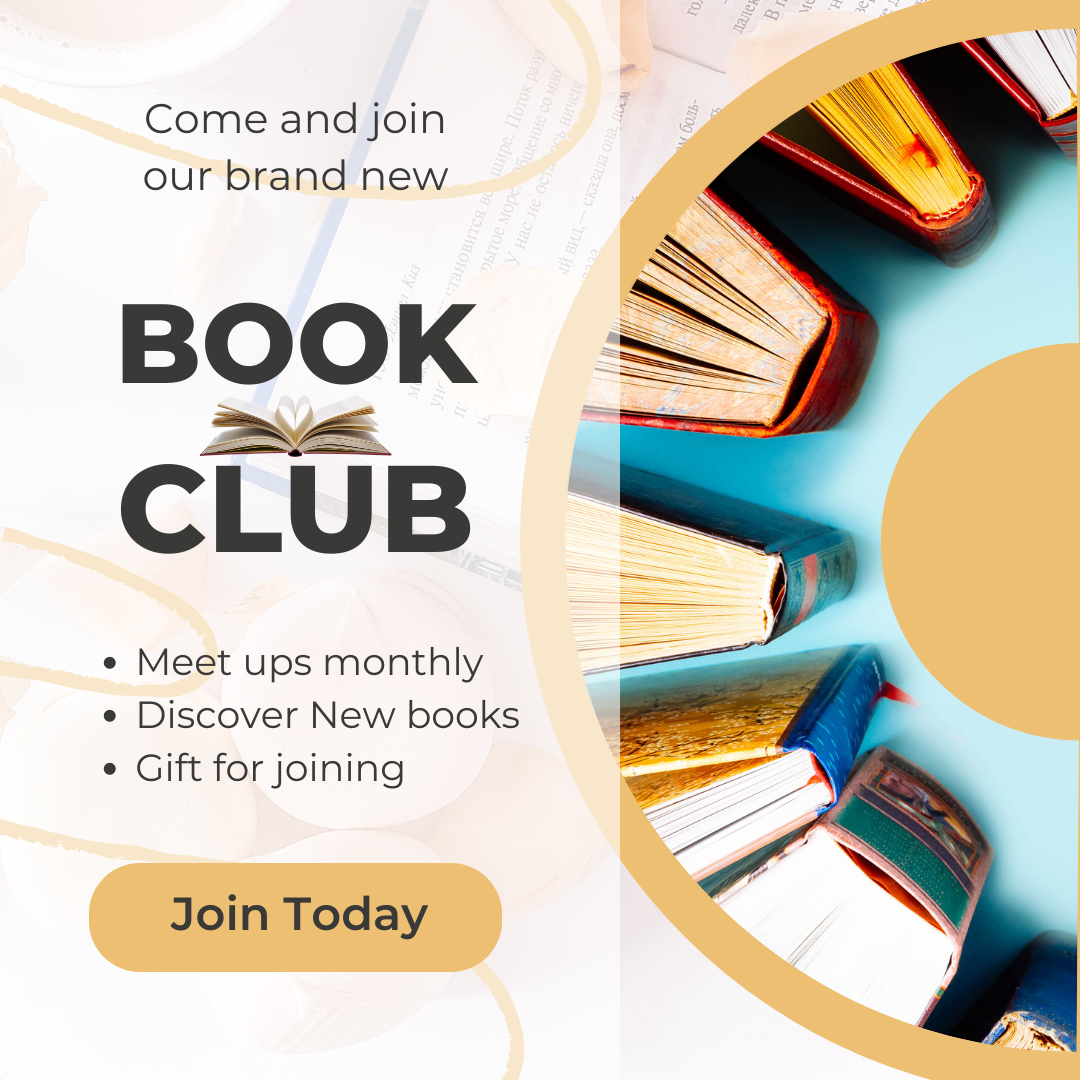 Come and join
our brand new
BOOK
CLUB
• Meet ups monthly
• Discover New books
• Gift for joining
Join Today